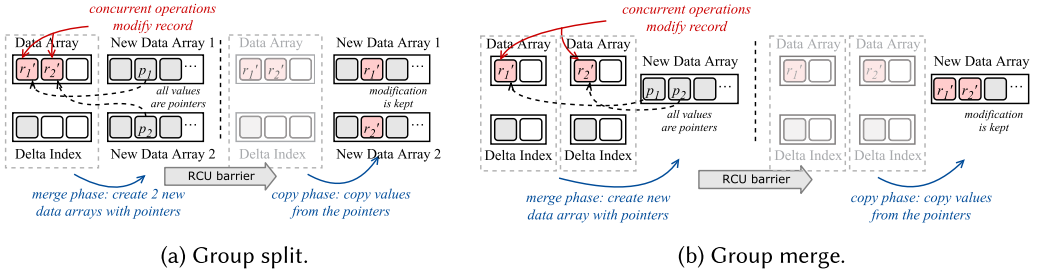 concurrent operations
modify record
Data Array
New Data Array 1
r1' r2'
p1 ...
all values
are pointers
p2 ...
Delta Index
New Data Array 2
Data Array
New Data Array 1
r1' r2'
r1' ...
modification
is kept
r2' ...
Delta Index
New Data Array 2
RCU barrier
merge phase: create 2 new
data arrays with pointers
copy phase: copy values
from the pointers
(a) Group split.
concurrent operations
modify record
Data Array Data Array
New Data Array
r1' r2'
p1 p2 ...
all values
are pointers
Delta Index Delta Index
Data Array Data Array
New Data Array
r1' r2'
r1' r2' ...
modification
is kept
Delta Index Delta Index
RCU barrier
merge phase: create new
data array with pointers
copy phase: copy values
from the pointers
(b) Group merge.